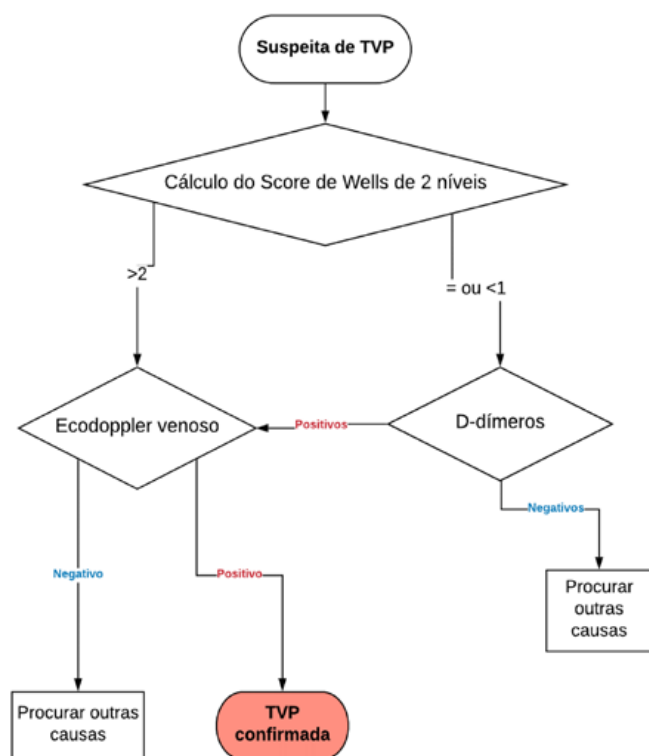 Suspeita de TVP
Cálculo do Score de Wells de 2 níveis
>2
= ou <1
Ecodoppler venoso
Positivos
D-dímeros
Negativos
Negativo
Positivo
Procurar
outras
causas
Procurar outras
causas
TVP
confirmada